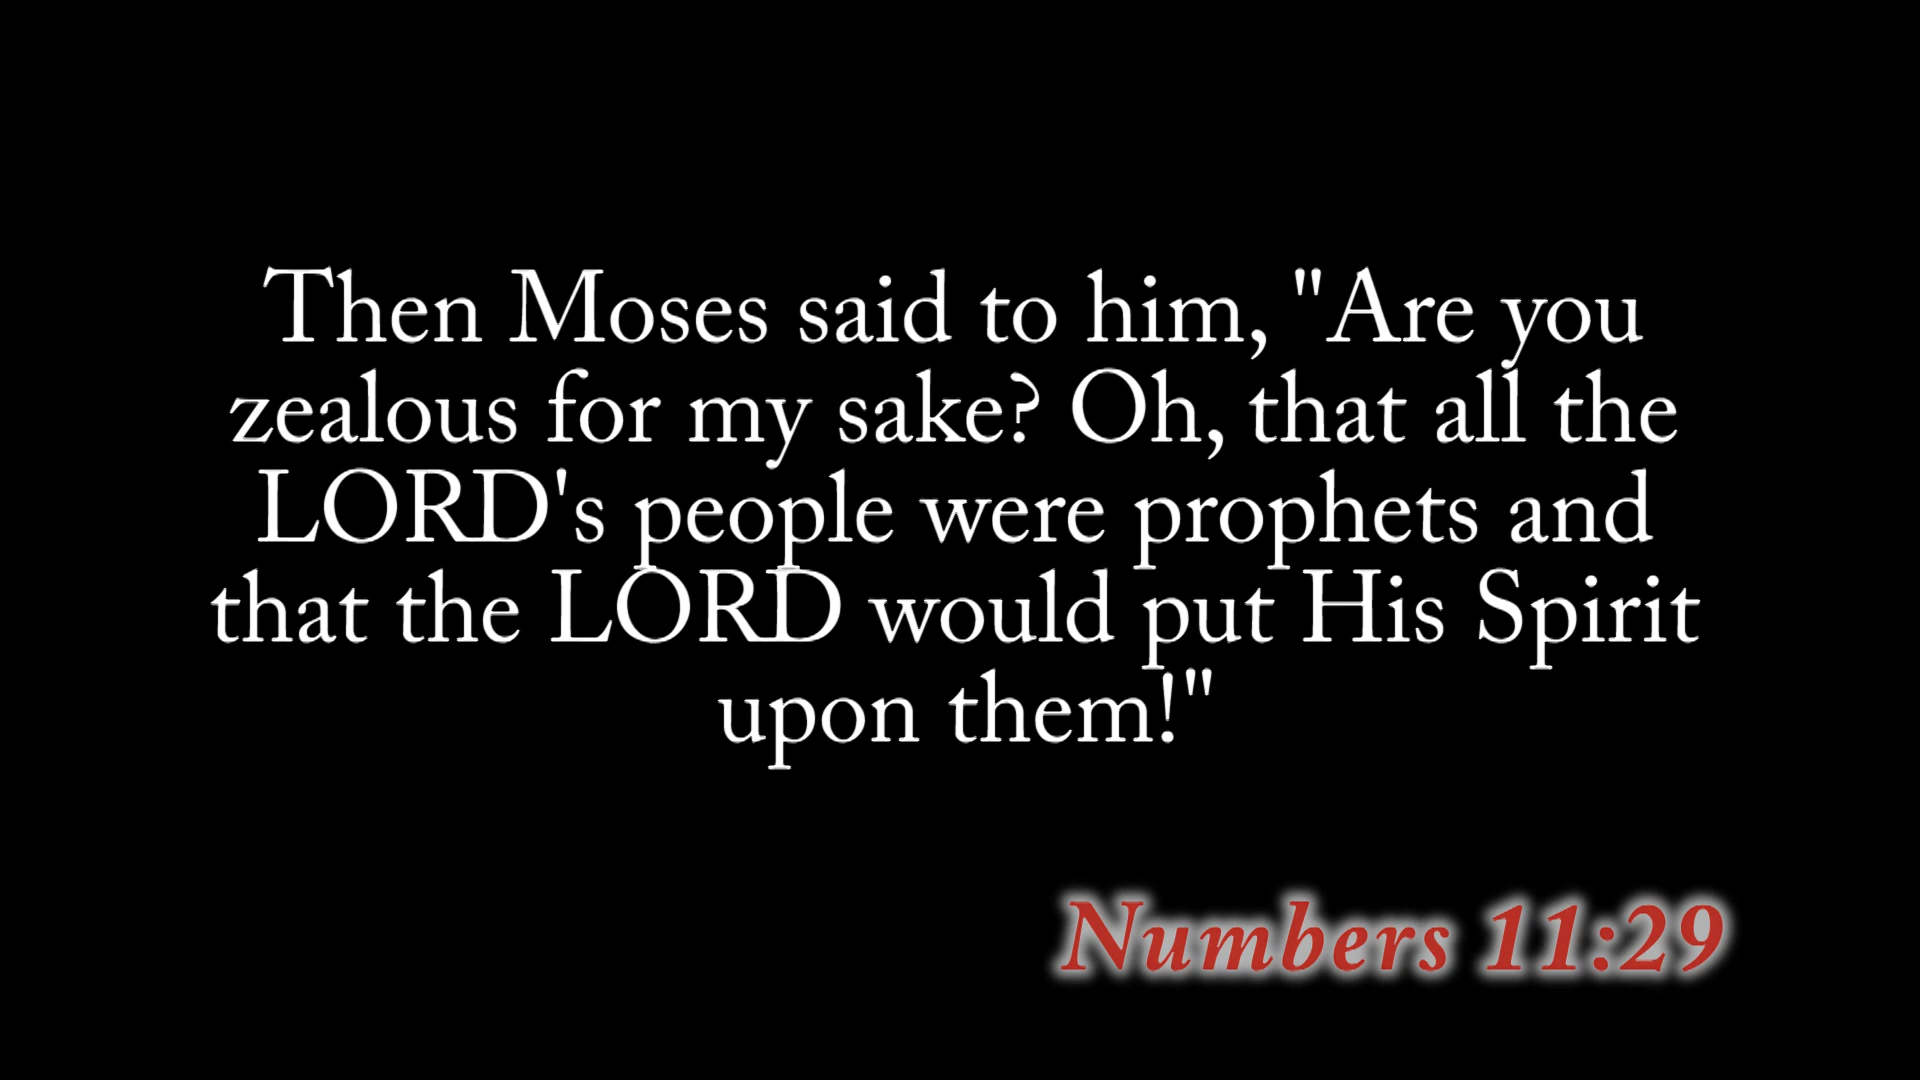 Then Moses said to him, "Are you
zealous for my sake? Oh, that all the
LORD's people were prophets and
that the LORD would put His Spirit
upon them!"
Numbers 11:29